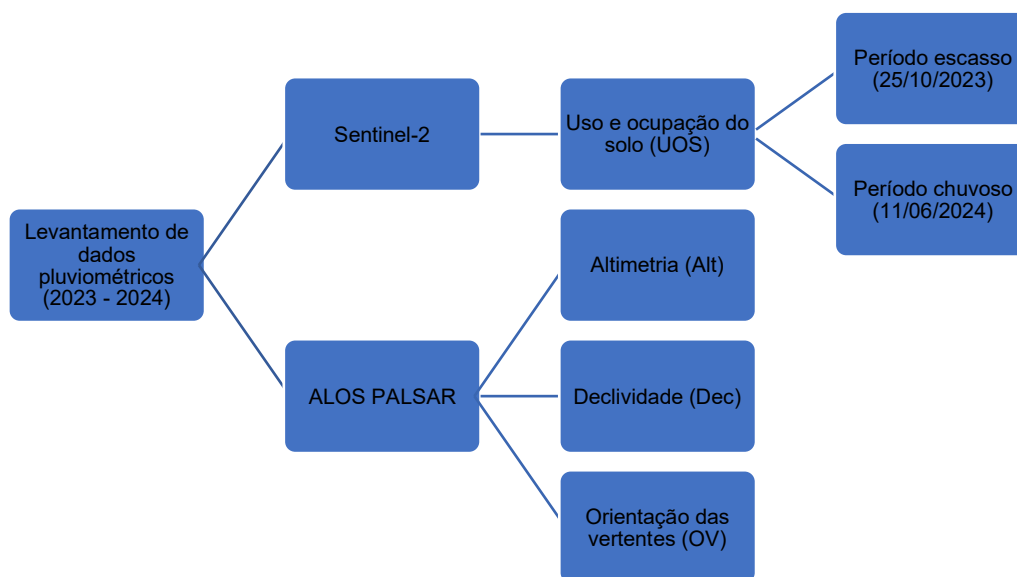 Levantamento de
dados
pluviométricos
(2023 - 2024)
Sentinel-2
Uso e ocupação do
solo (UOS)
Período escasso
(25/10/2023)
Período chuvoso
(11/06/2024)
ALOS PALSAR
Altimetria (Alt)
Declividade (Dec)
Orientação das
vertentes (OV)